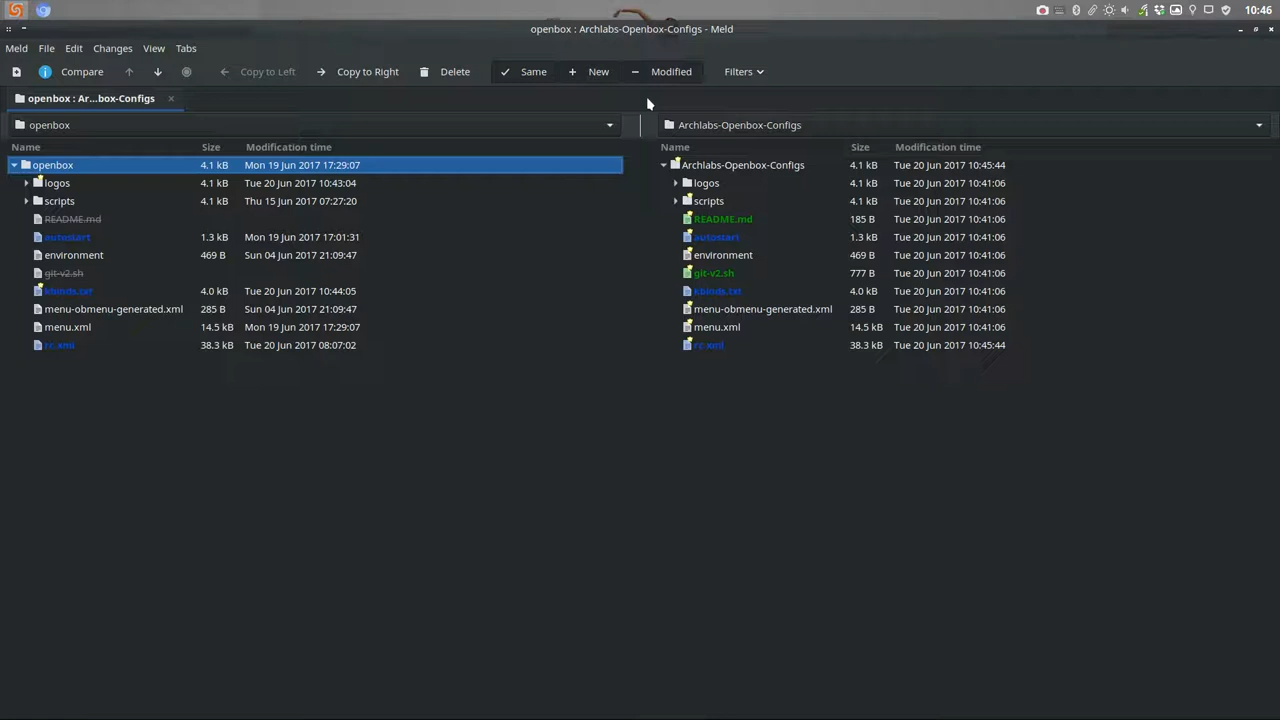 10:46
openbox : Archlabs-Openbox-Configs - Meld
Meld File Edit Changes View Tabs
Compare Copy to Left Copy to Right Delete Same New Modified Filters
openbox : Ar...box-Configs
openbox Archlabs-Openbox-Configs
Name Size Modification time Name Size Modification time
openbox 4.1 kB Mon 19 Jun 2017 17:29:07 Archlabs-Openbox-Configs 4.1 kB Tue 20 Jun 2017 10:45:44
logos 4.1 kB Tue 20 Jun 2017 10:43:04 logos 4.1 kB Tue 20 Jun 2017 10:41:06
scripts 4.1 kB Thu 15 Jun 2017 07:27:20 scripts 4.1 kB Tue 20 Jun 2017 10:41:06
README.md README.md 185 B Tue 20 Jun 2017 10:41:06
autostart 1.3 kB Mon 19 Jun 2017 17:01:31 autostart 1.3 kB Tue 20 Jun 2017 10:41:06
environment 469 B Sun 04 Jun 2017 21:09:47 environment 469 B Tue 20 Jun 2017 10:41:06
git-v2.sh git-v2.sh 777 B Tue 20 Jun 2017 10:41:06
kbinds.txt 4.0 kB Tue 20 Jun 2017 10:44:05 kbinds.txt 4.0 kB Tue 20 Jun 2017 10:41:06
menu-obmenu-generated.xml 285 B Sun 04 Jun 2017 21:09:47 menu-obmenu-generated.xml 285 B Tue 20 Jun 2017 10:41:06
menu.xml 14.5 kB Mon 19 Jun 2017 17:29:07 menu.xml 14.5 kB Tue 20 Jun 2017 10:41:06
rc.xml 38.3 kB Tue 20 Jun 2017 08:07:02 rc.xml 38.3 kB Tue 20 Jun 2017 10:45:44